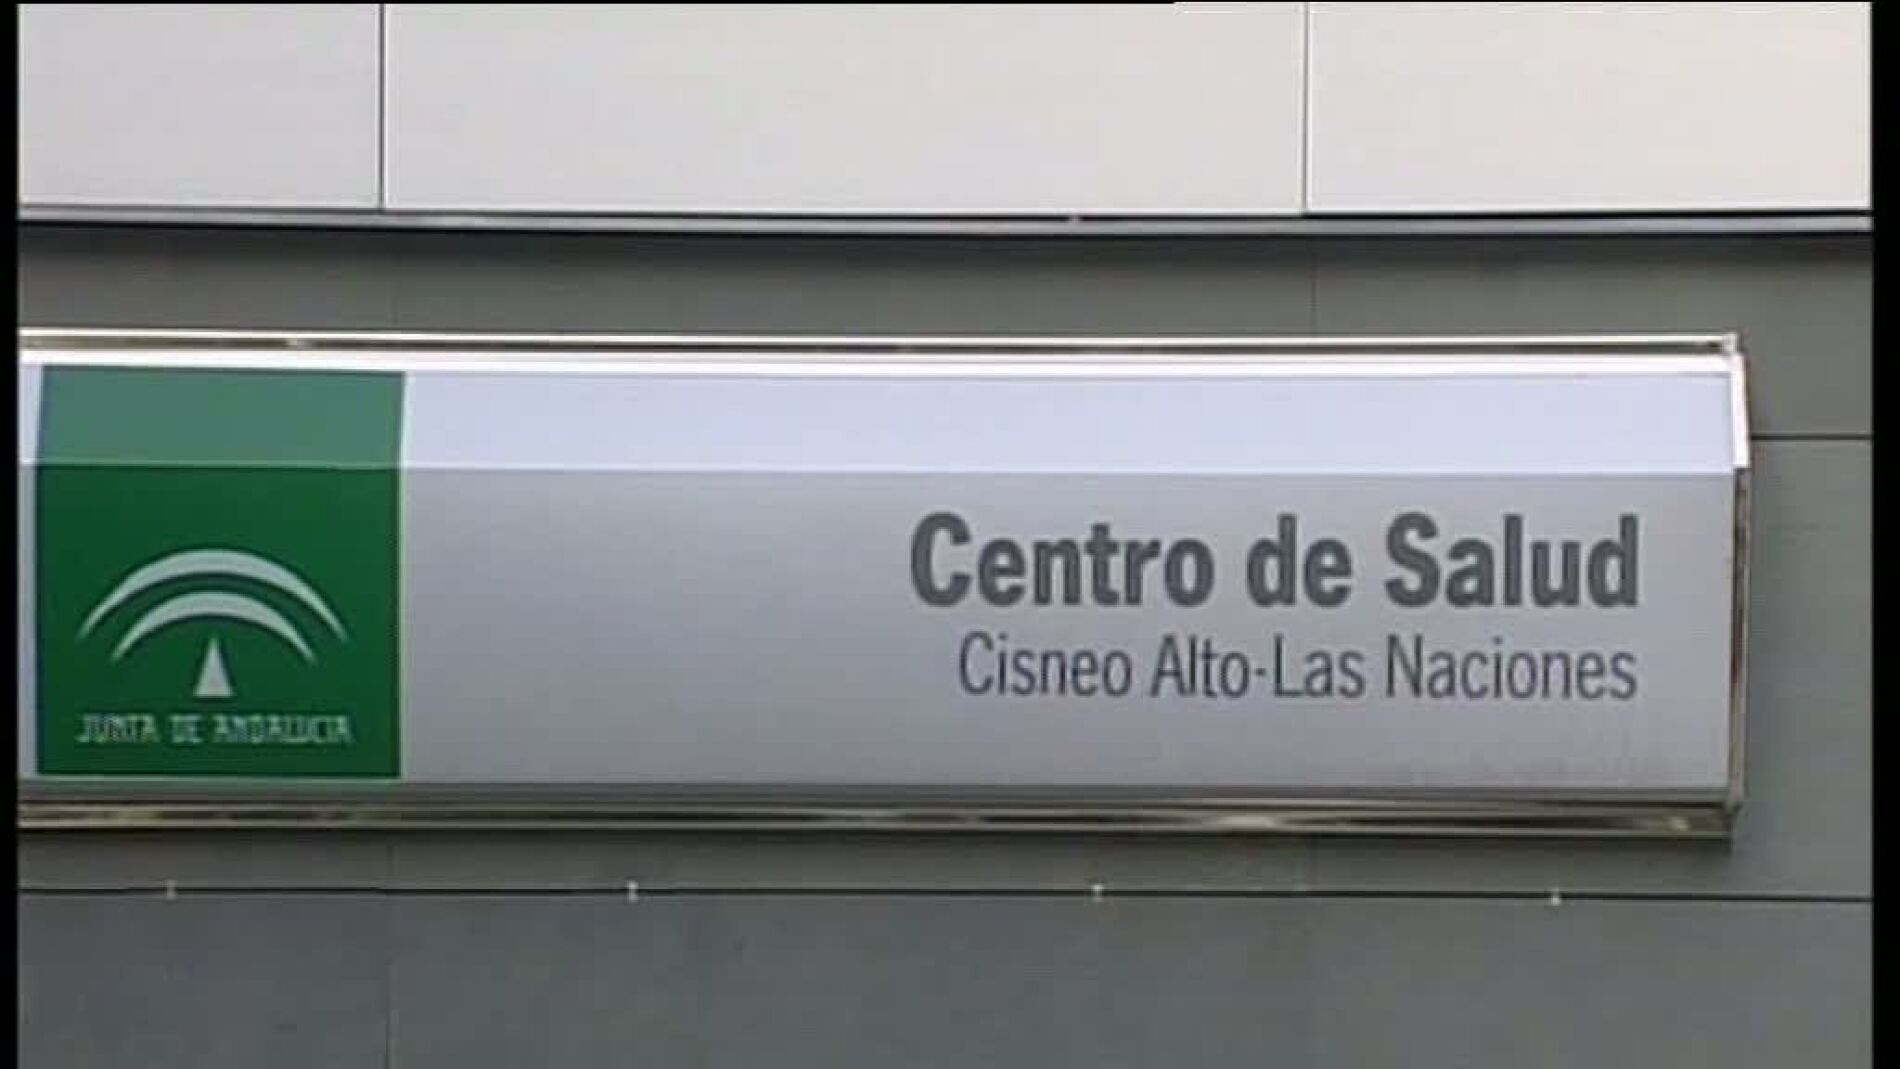 Centro de Salud
Cisneo Alto-Las Naciones
JUNTA DE ANDALUCIA